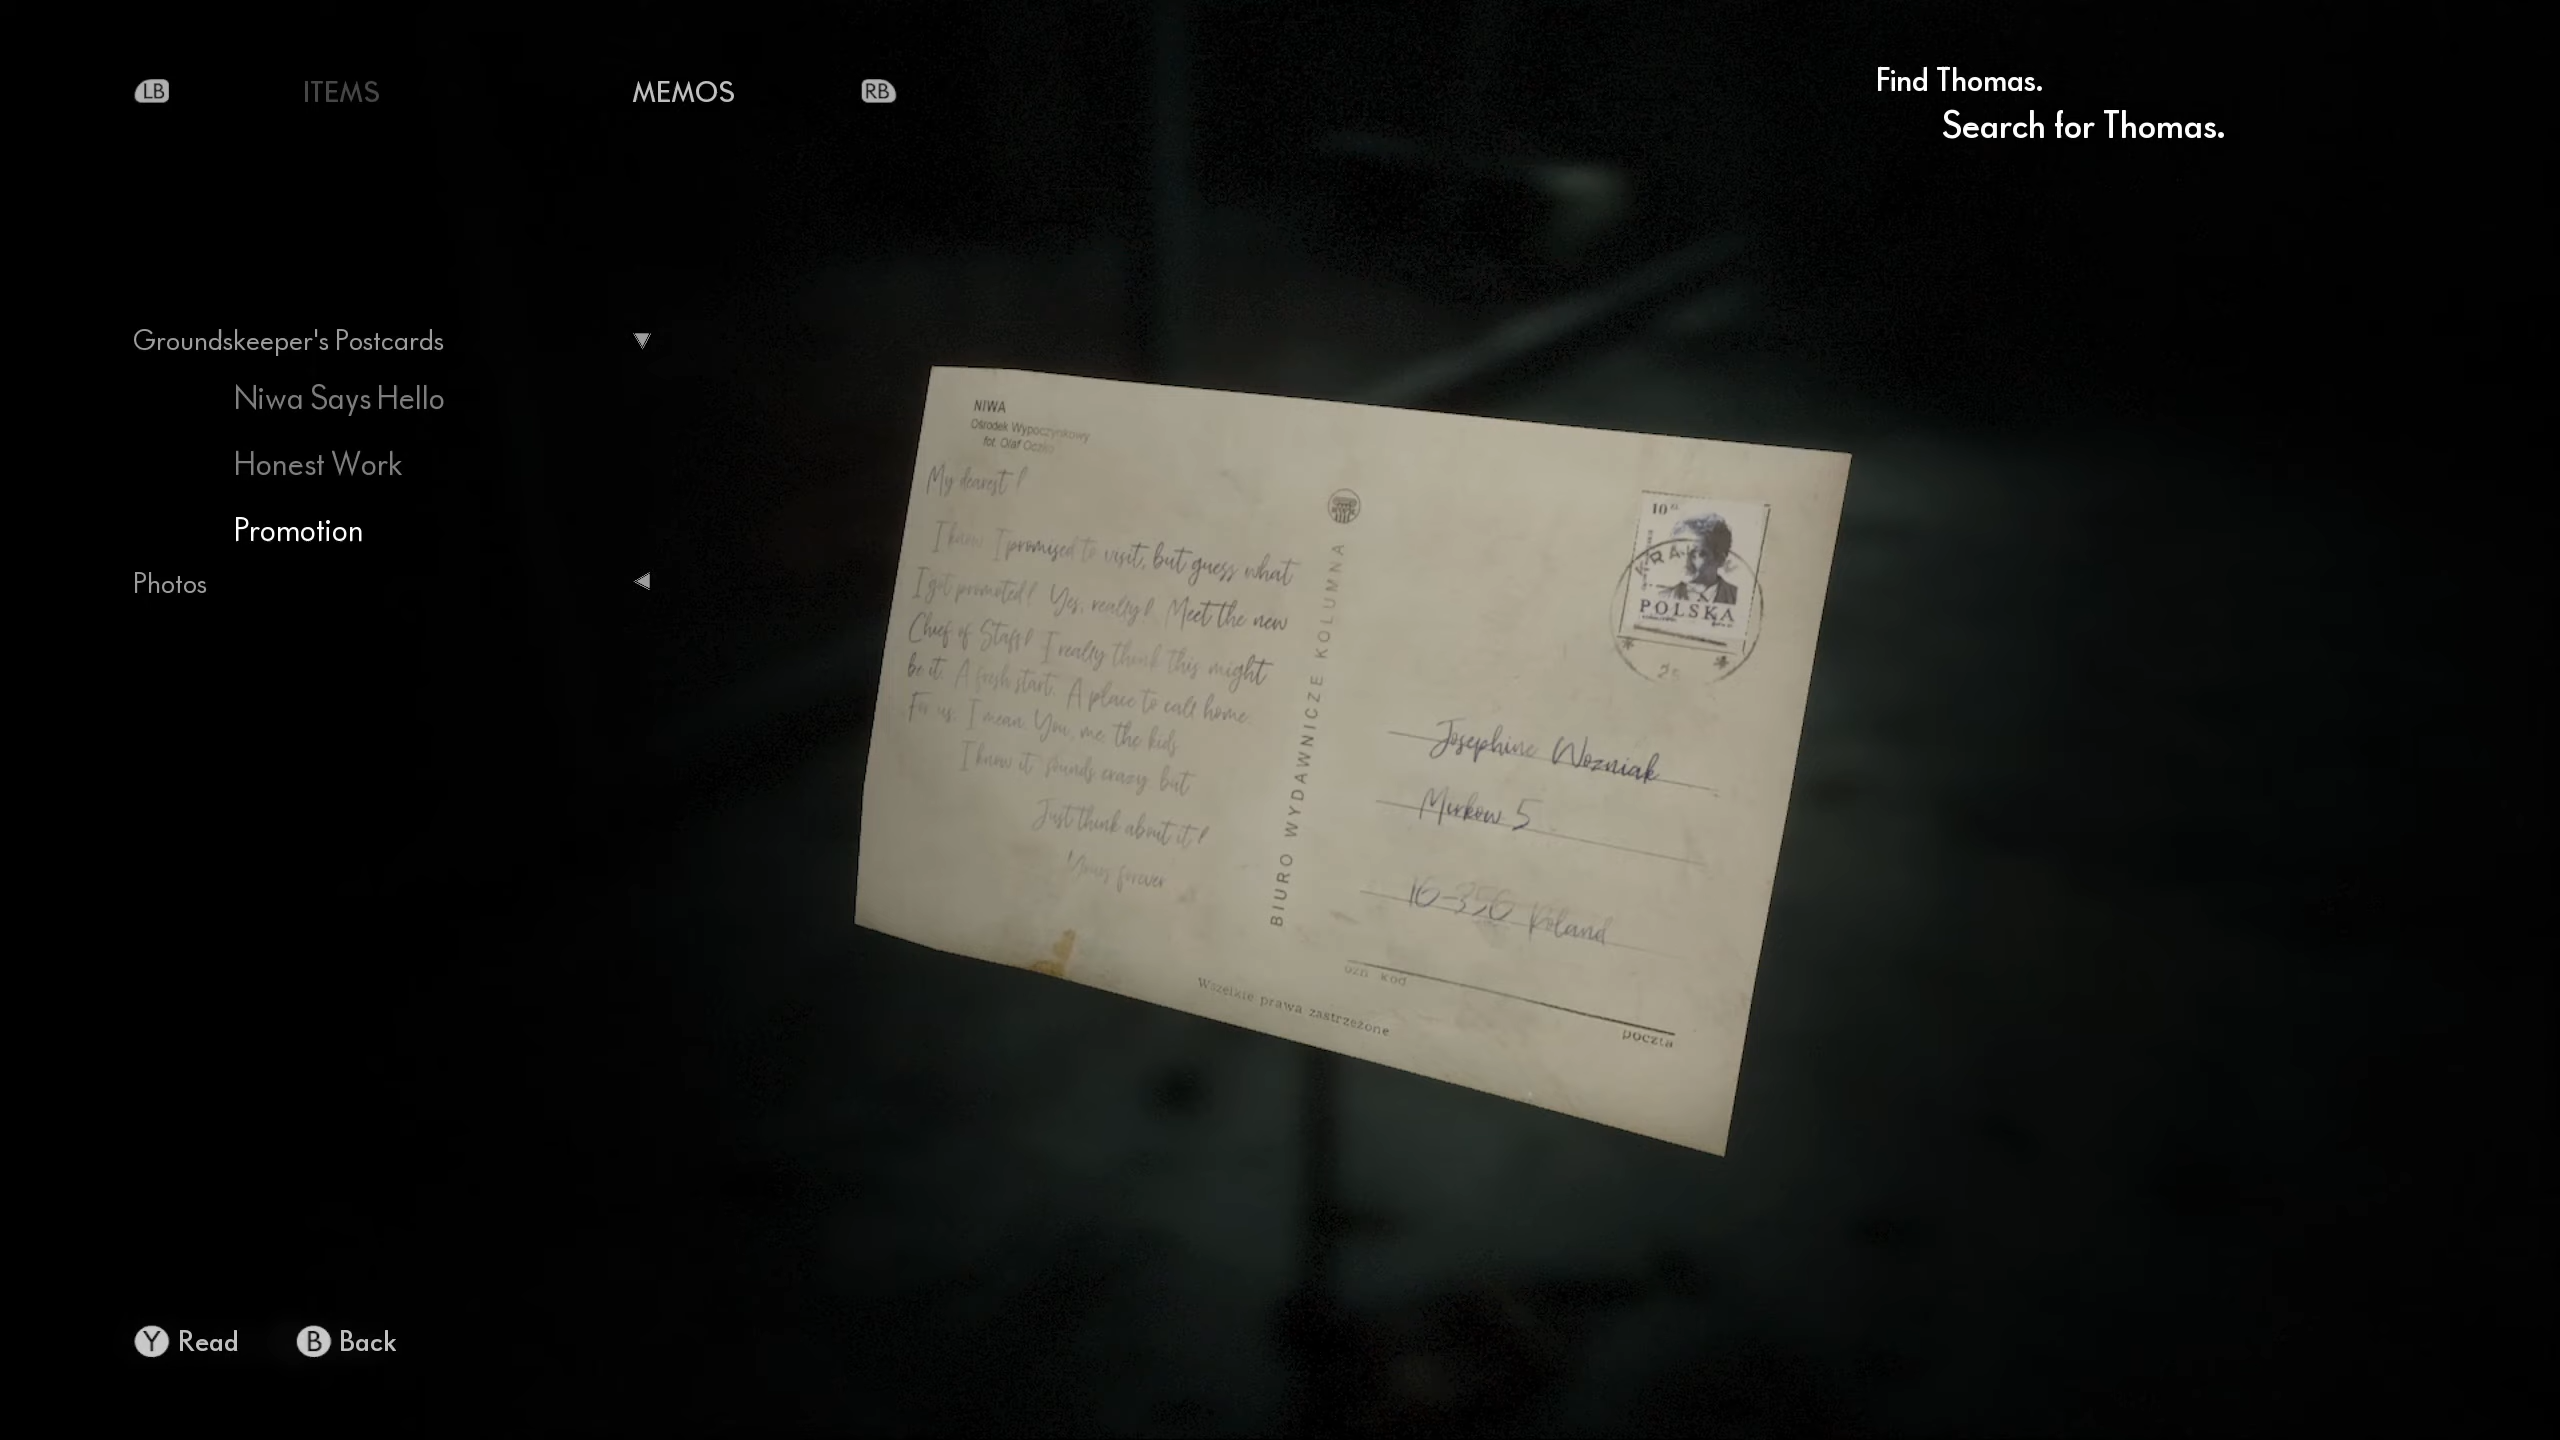 LB ITEMS MEMOS RB
Find Thomas.
Search for Thomas.
Groundskeeper's Postcards
Niwa Says Hello
Honest Work
Promotion
Photos
NIWA
Ośrodek Wypoczynkowy
fot. Olaf
My dearest!
I know I promised to visit, but guess what
I got promoted! Yes, really! Meet the new
Chief of Staff! I really think this might
be it. A fresh start. A place to call home.
For us, I mean. You, me, the kids
I know it sounds crazy but
Just think about it!
Yours forever
BIURO WYDAWNICZE KOLUMNA
10 zł
POLSKA
25
Josephine Wozniak
Mirkow 5
16-356 Poland
ozn kod
poczta
Wszelkie prawa zastrzeżone
Y Read B Back